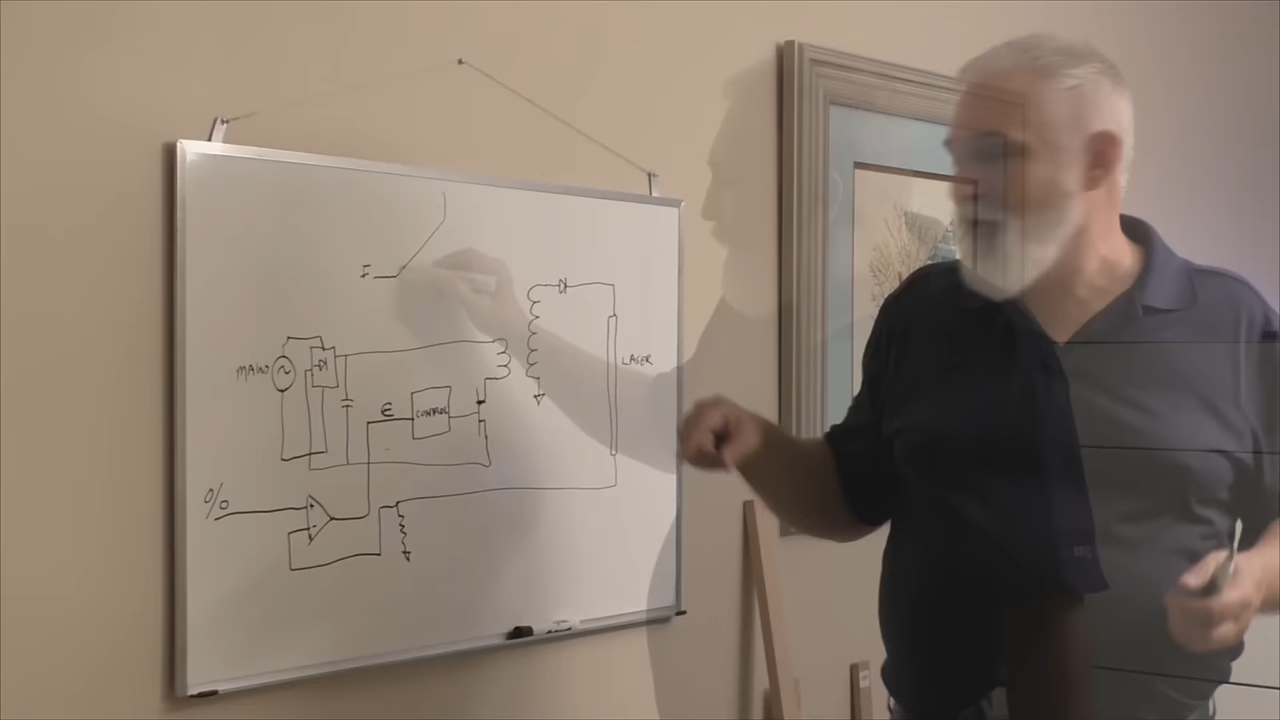 I
LASER
MAINS
E
CONTROL
%
+
-